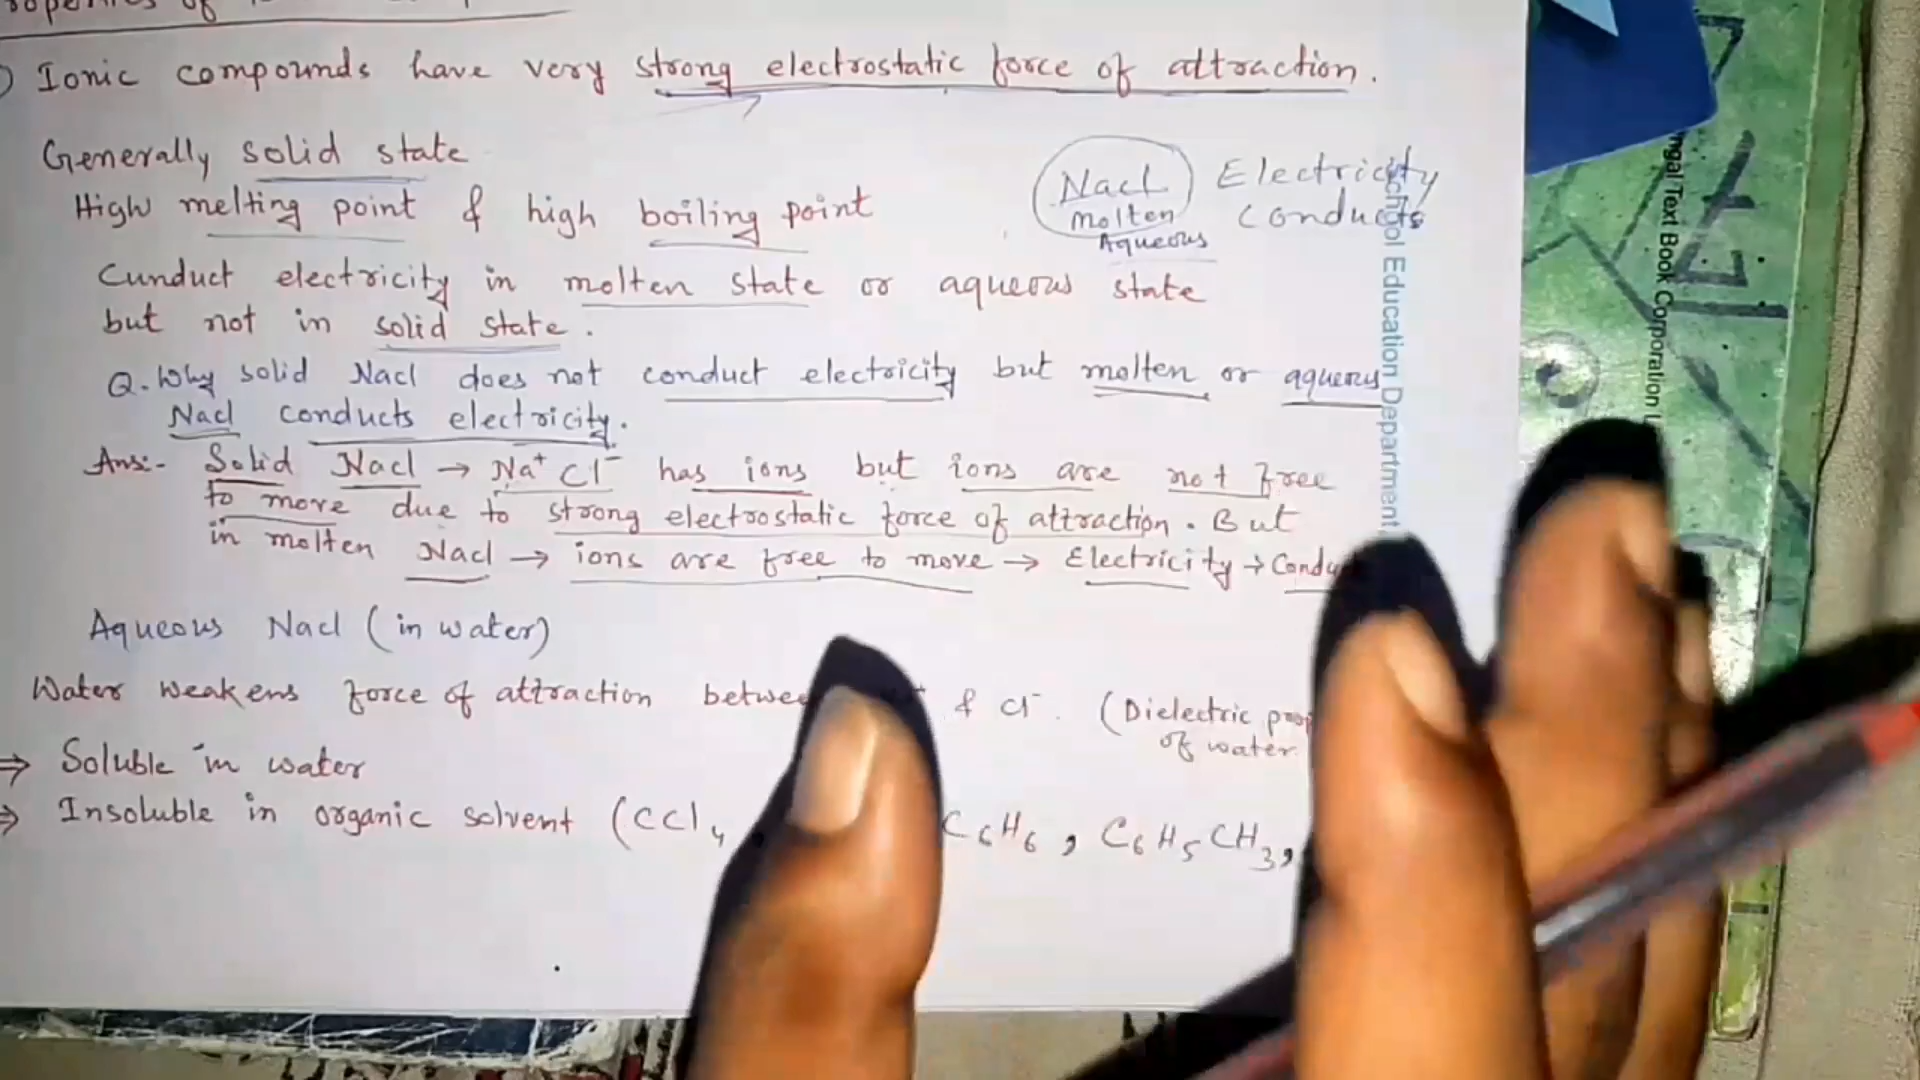 Ionic compounds have very strong electrostatic force of attraction.
Generally solid state
High melting point & high boiling point
Nacl Electricity
molten conducts
Aqueous
Cunduct electricity in molten state or aqueous state
but not in solid state.
Q. Why solid Nacl does not conduct electricity but molten or aqueous
Nacl conducts electricity.
Ans:- Solid Nacl → Na+ Cl- has ions but ions are not free
to move due to strong electrostatic force of attraction. But
in molten Nacl → ions are free to move → Electricity →
Aqueous Nacl (in water)
Water weakens force of attraction & Cl-. (Dielectric
of water
⇒ Soluble in water
⇒ Insoluble in organic solvent (CCl4 C6H6, C6H5CH3,
Education Department
Text Book Corporation